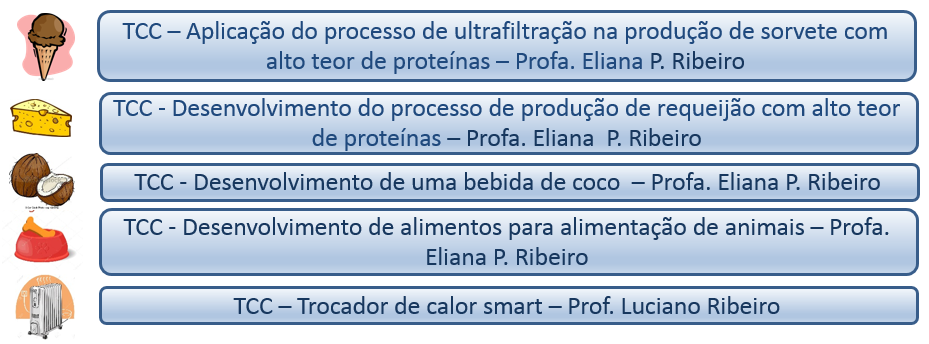 TCC – Aplicação do processo de ultrafiltração na produção de sorvete com
alto teor de proteínas – Profa. Eliana P. Ribeiro
TCC - Desenvolvimento do processo de produção de requeijão com alto teor
de proteínas – Profa. Eliana P. Ribeiro
TCC - Desenvolvimento de uma bebida de coco – Profa. Eliana P. Ribeiro
TCC - Desenvolvimento de alimentos para alimentação de animais – Profa.
Eliana P. Ribeiro
TCC – Trocador de calor smart – Prof. Luciano Ribeiro